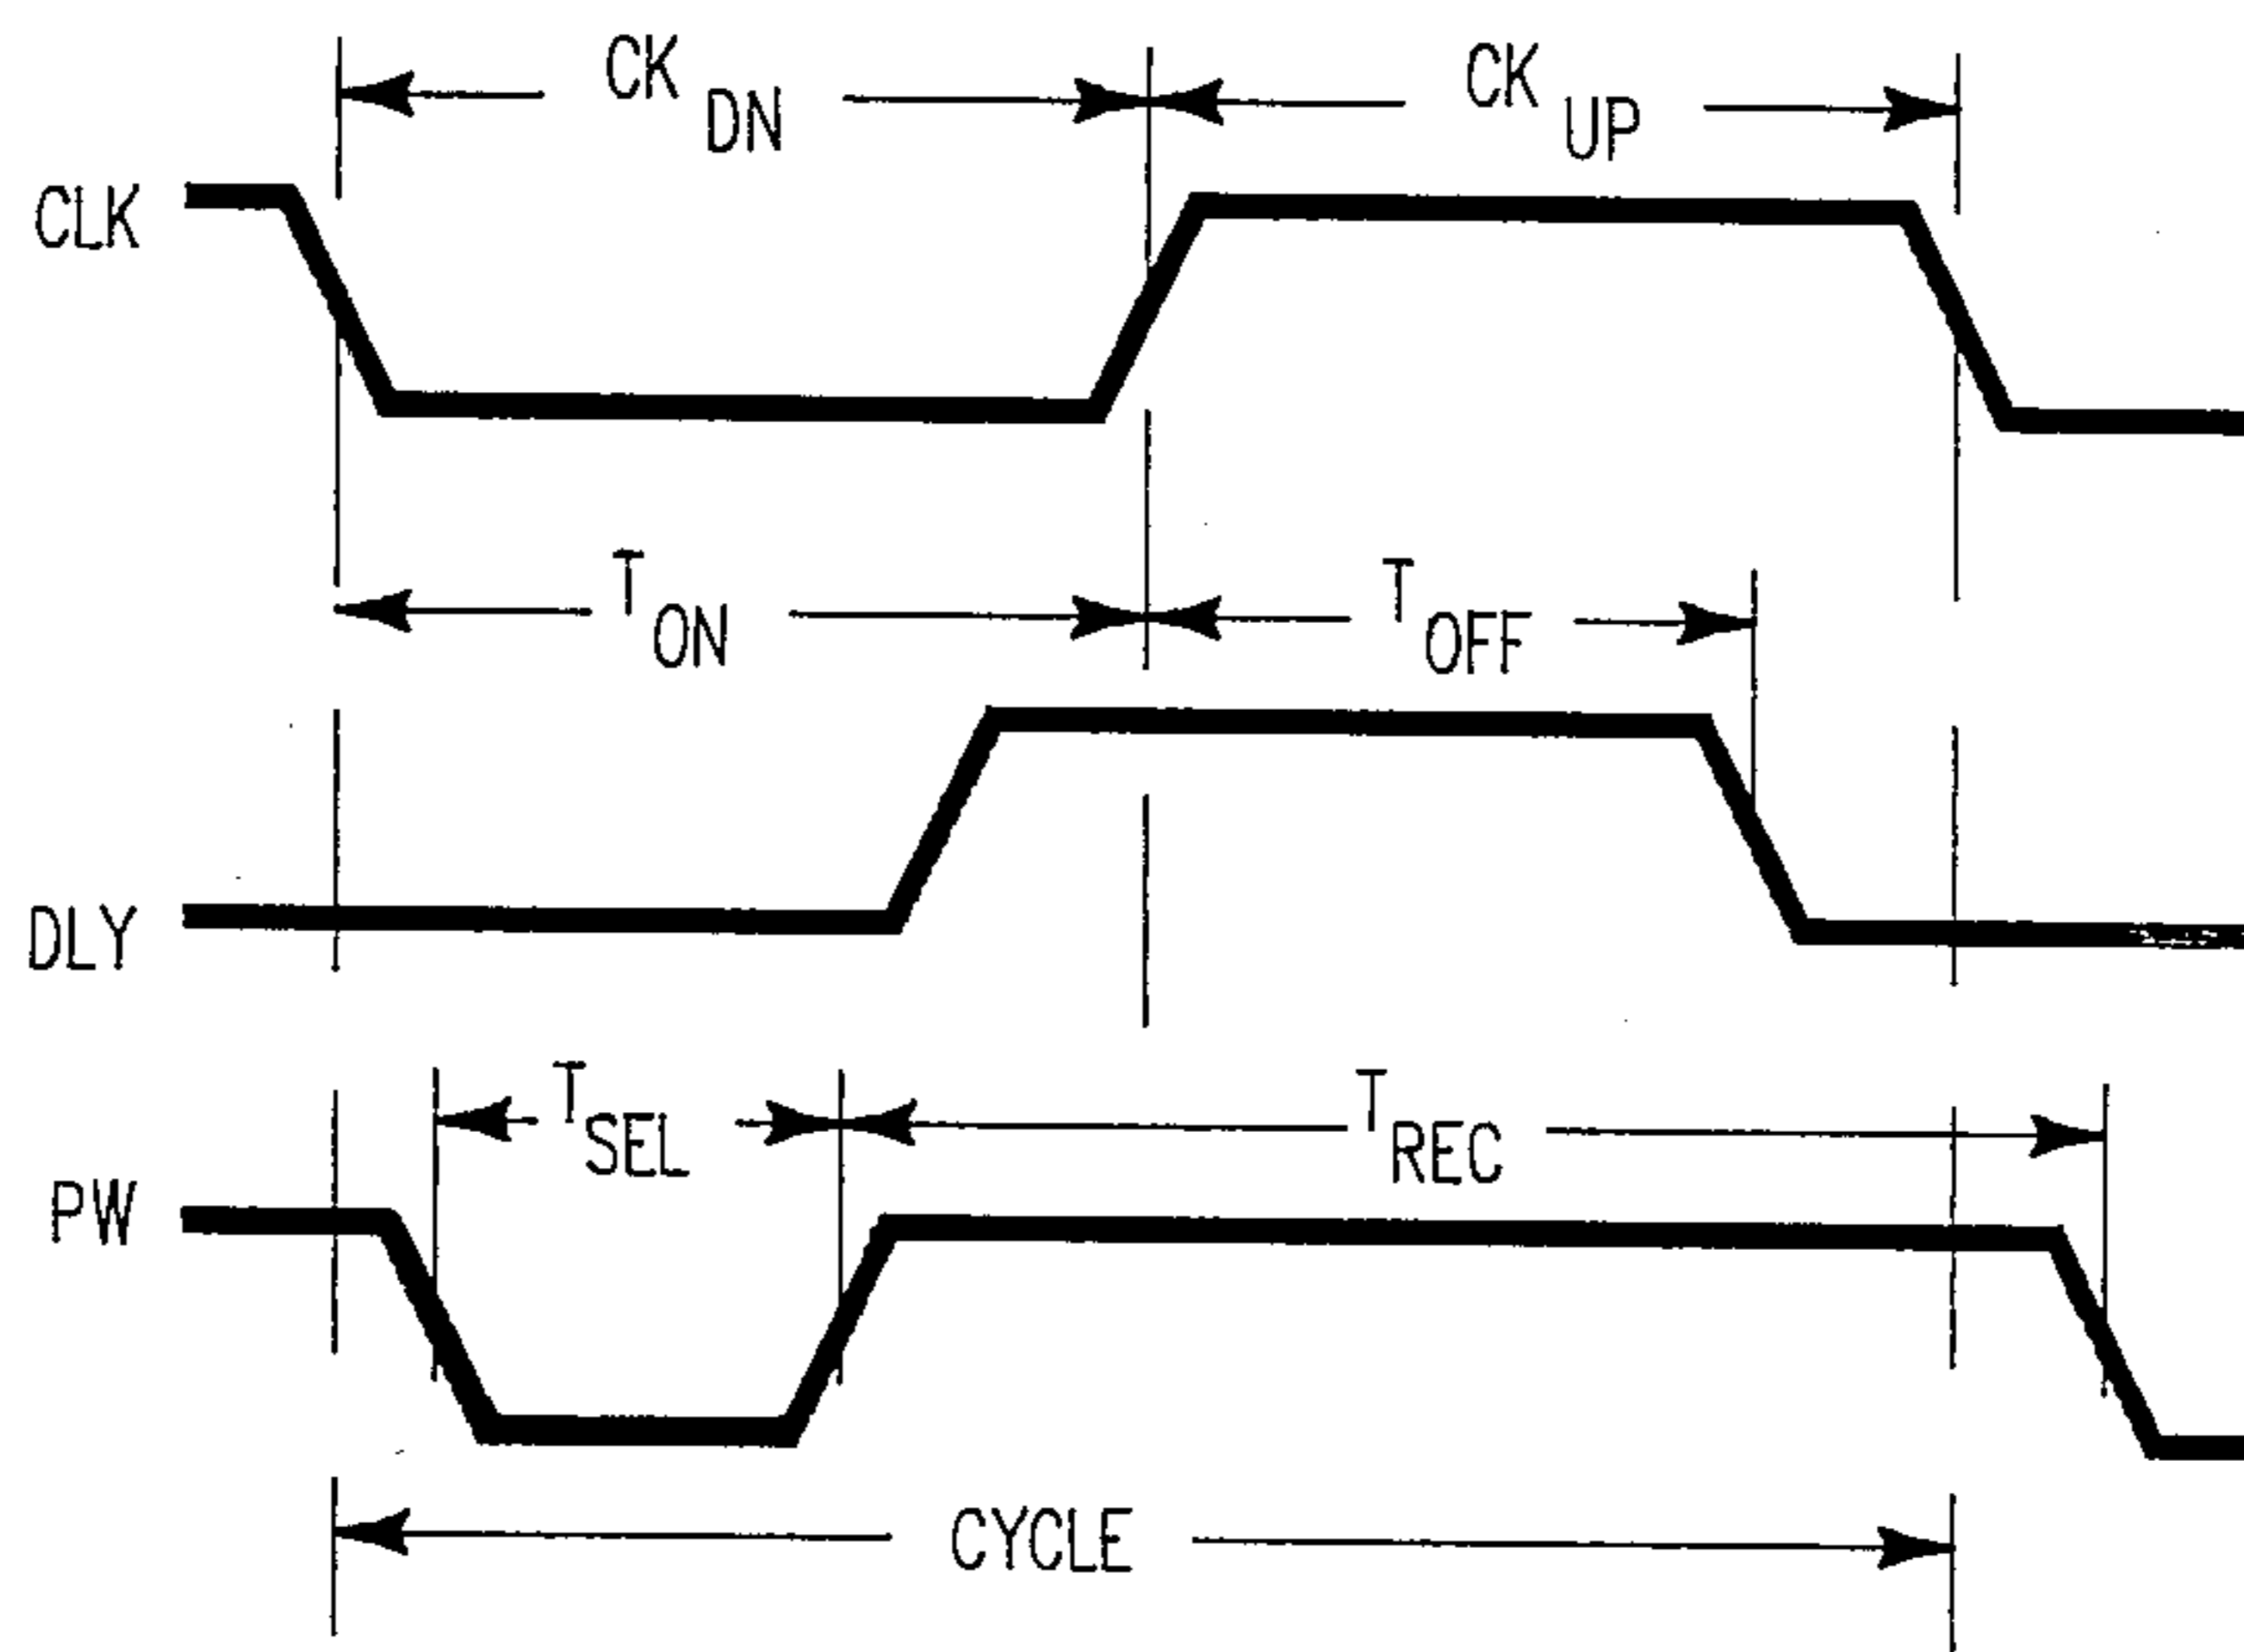 CK DN CK UP
CLK
T ON T OFF
DLY
T SEL T REC
PW
CYCLE